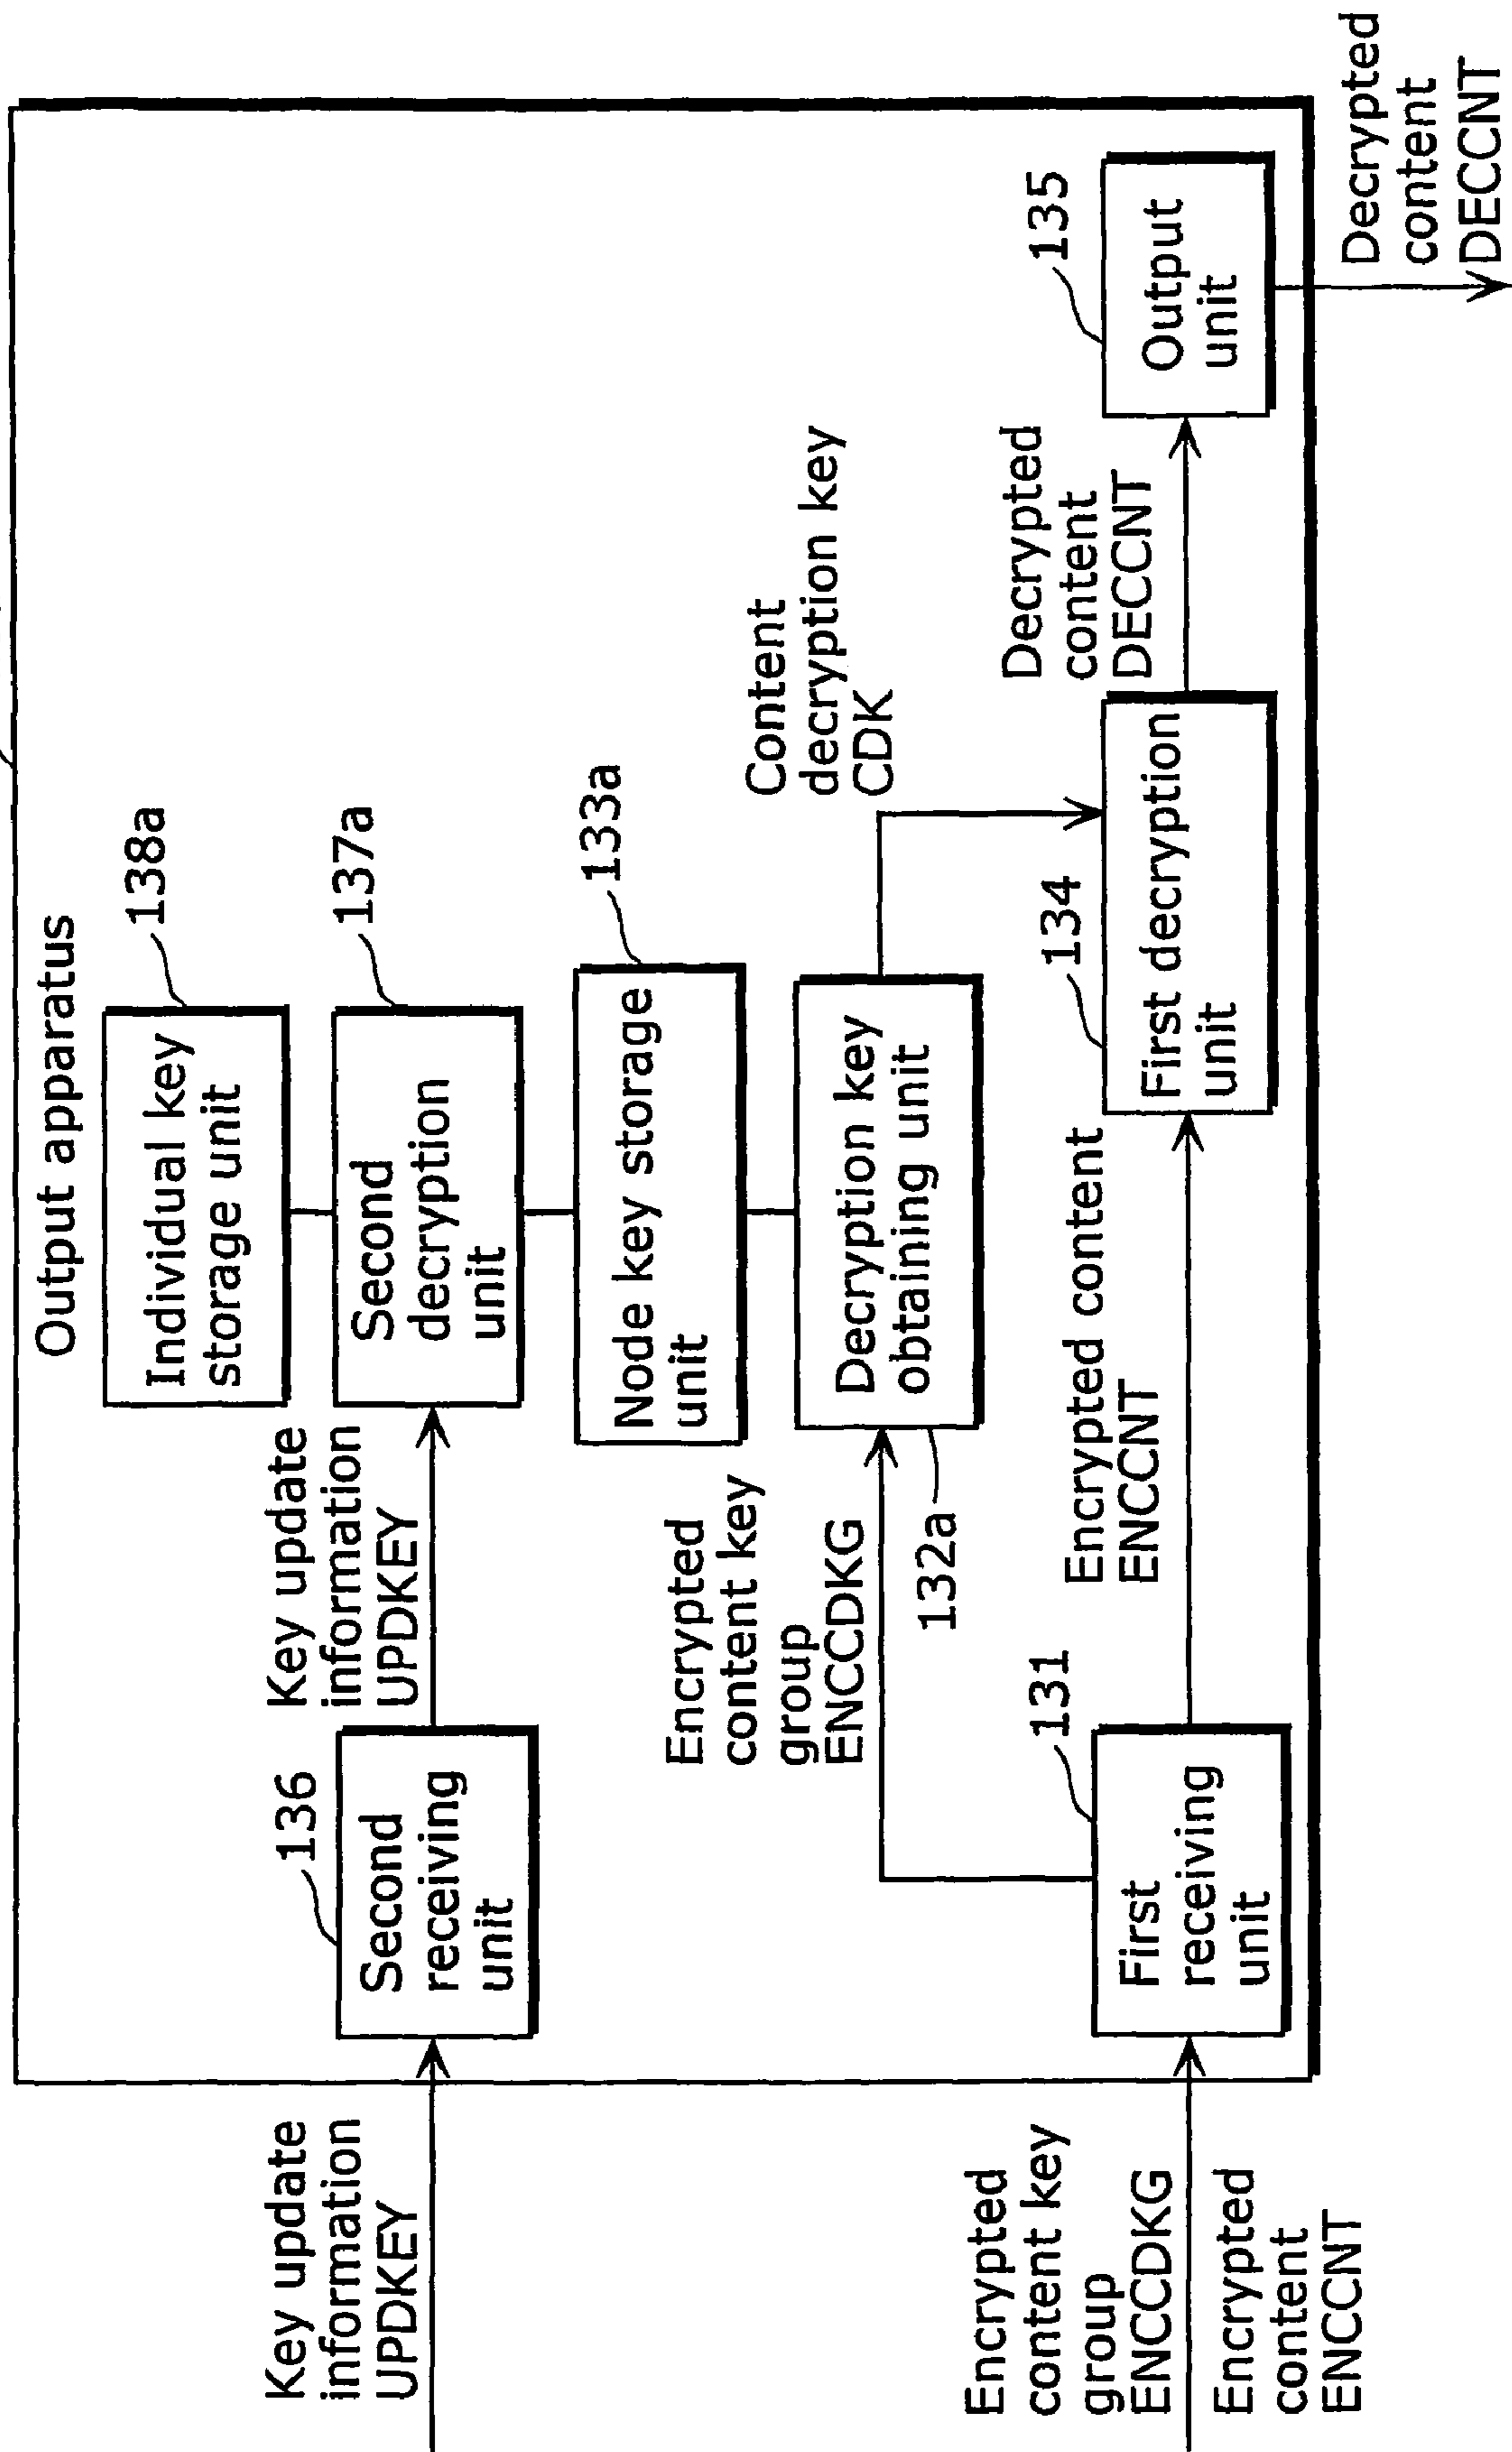 Output apparatus
138a
Individual key
storage unit
137a
Second
decryption
unit
133a
Node key storage
unit
Decryption key
obtaining unit
132a
Key update
information
UPDKEY
136
Second
receiving
unit
Key update
information
UPDKEY
Encrypted
content key
group
ENCCDKG
Content
decryption key
CDK
Encrypted
content key
group
ENCCDKG
Encrypted
content
ENCCNT
131
First
receiving
unit
Encrypted content
ENCCNT
134
First decryption
unit
Decrypted
content
DECCNT
135
Output
unit
Decrypted
content
DECCNT